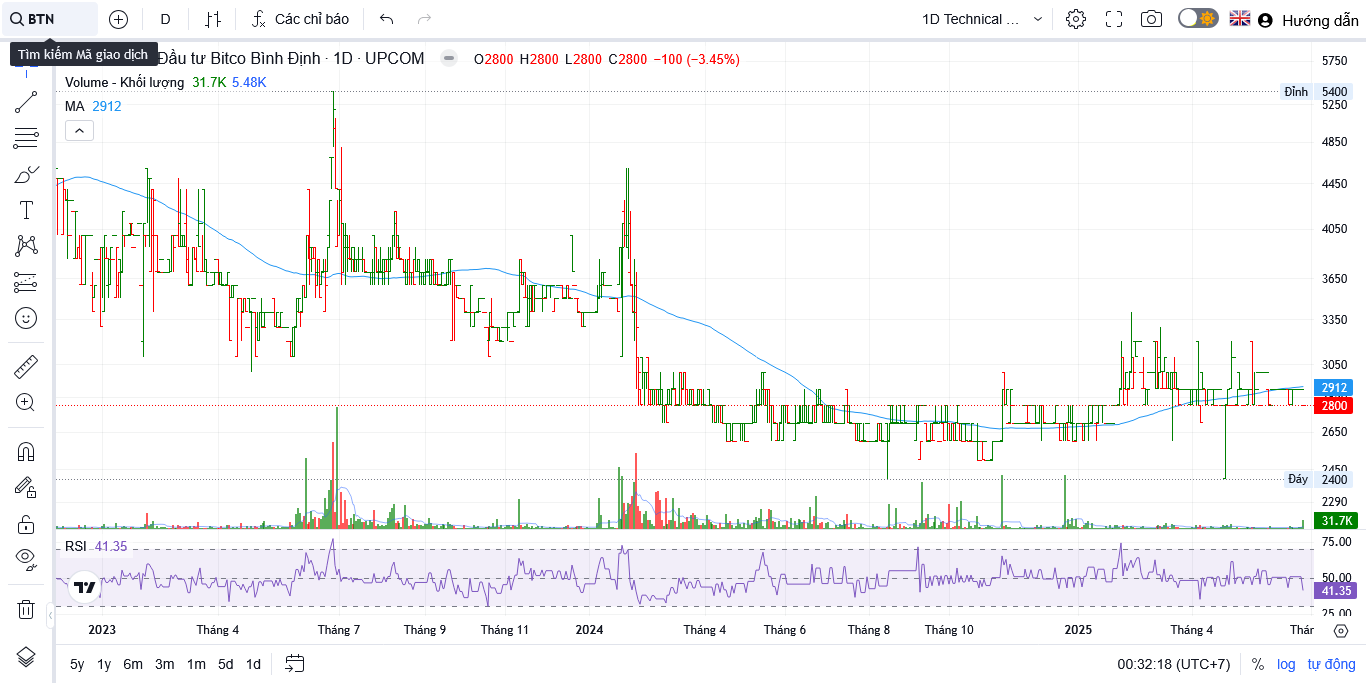 BTN
D
Các chỉ báo
1D Technical ...
Hướng dẫn
Tìm kiếm Mã giao dịch
Đầu tư Bitco Bình Định · 1D · UPCOM
O2800 H2800 L2800 C2800 −100 (−3.45%)
Volume - Khối lượng 31.7K 5.48K
MA 2912
5750
Đỉnh 5400
5250
4850
4450
4050
3650
3350
3050
2912
2800
2650
2450
Đáy 2400
2290
31.7K
RSI 41.35
75.00
50.00
41.35
25.00
2023 Tháng 4 Tháng 7 Tháng 9 Tháng 11 2024 Tháng 4 Tháng 6 Tháng 8 Tháng 10 2025 Tháng 4 Thár
5y 1y 6m 3m 1m 5d 1d
00:32:18 (UTC+7) % log tự động